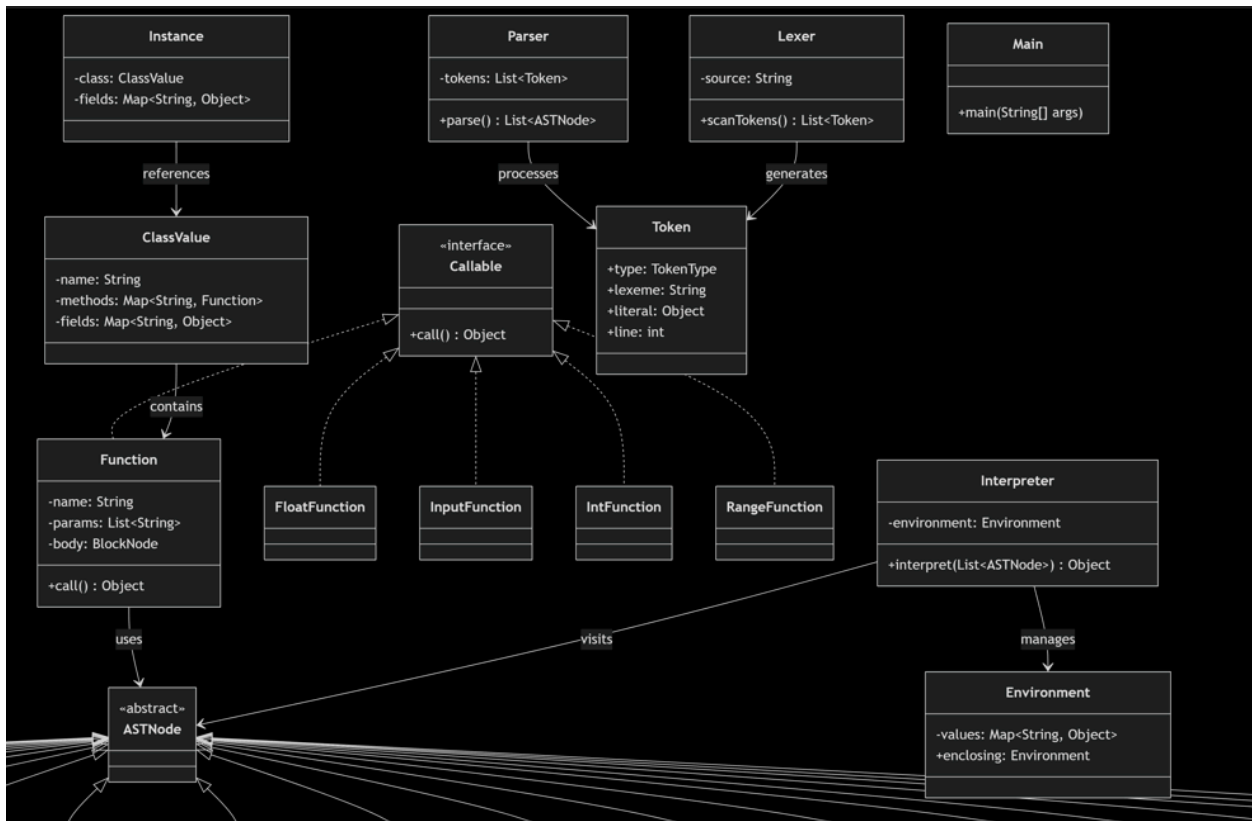 Instance
-class: ClassValue
-fields: Map<String, Object>
Parser
-tokens: List<Token>
+parse() : List<ASTNode>
Lexer
-source: String
+scanTokens() : List<Token>
Main
+main(String[] args)
references
processes
generates
ClassValue
-name: String
-methods: Map<String, Function>
-fields: Map<String, Object>
«interface»
Callable
+call() : Object
Token
+type: TokenType
+lexeme: String
+literal: Object
+line: int
contains
Function
-name: String
-params: List<String>
-body: BlockNode
+call() : Object
FloatFunction
InputFunction
IntFunction
RangeFunction
Interpreter
-environment: Environment
+interpret(List<ASTNode>) : Object
uses
visits
manages
«abstract»
ASTNode
Environment
-values: Map<String, Object>
+enclosing: Environment